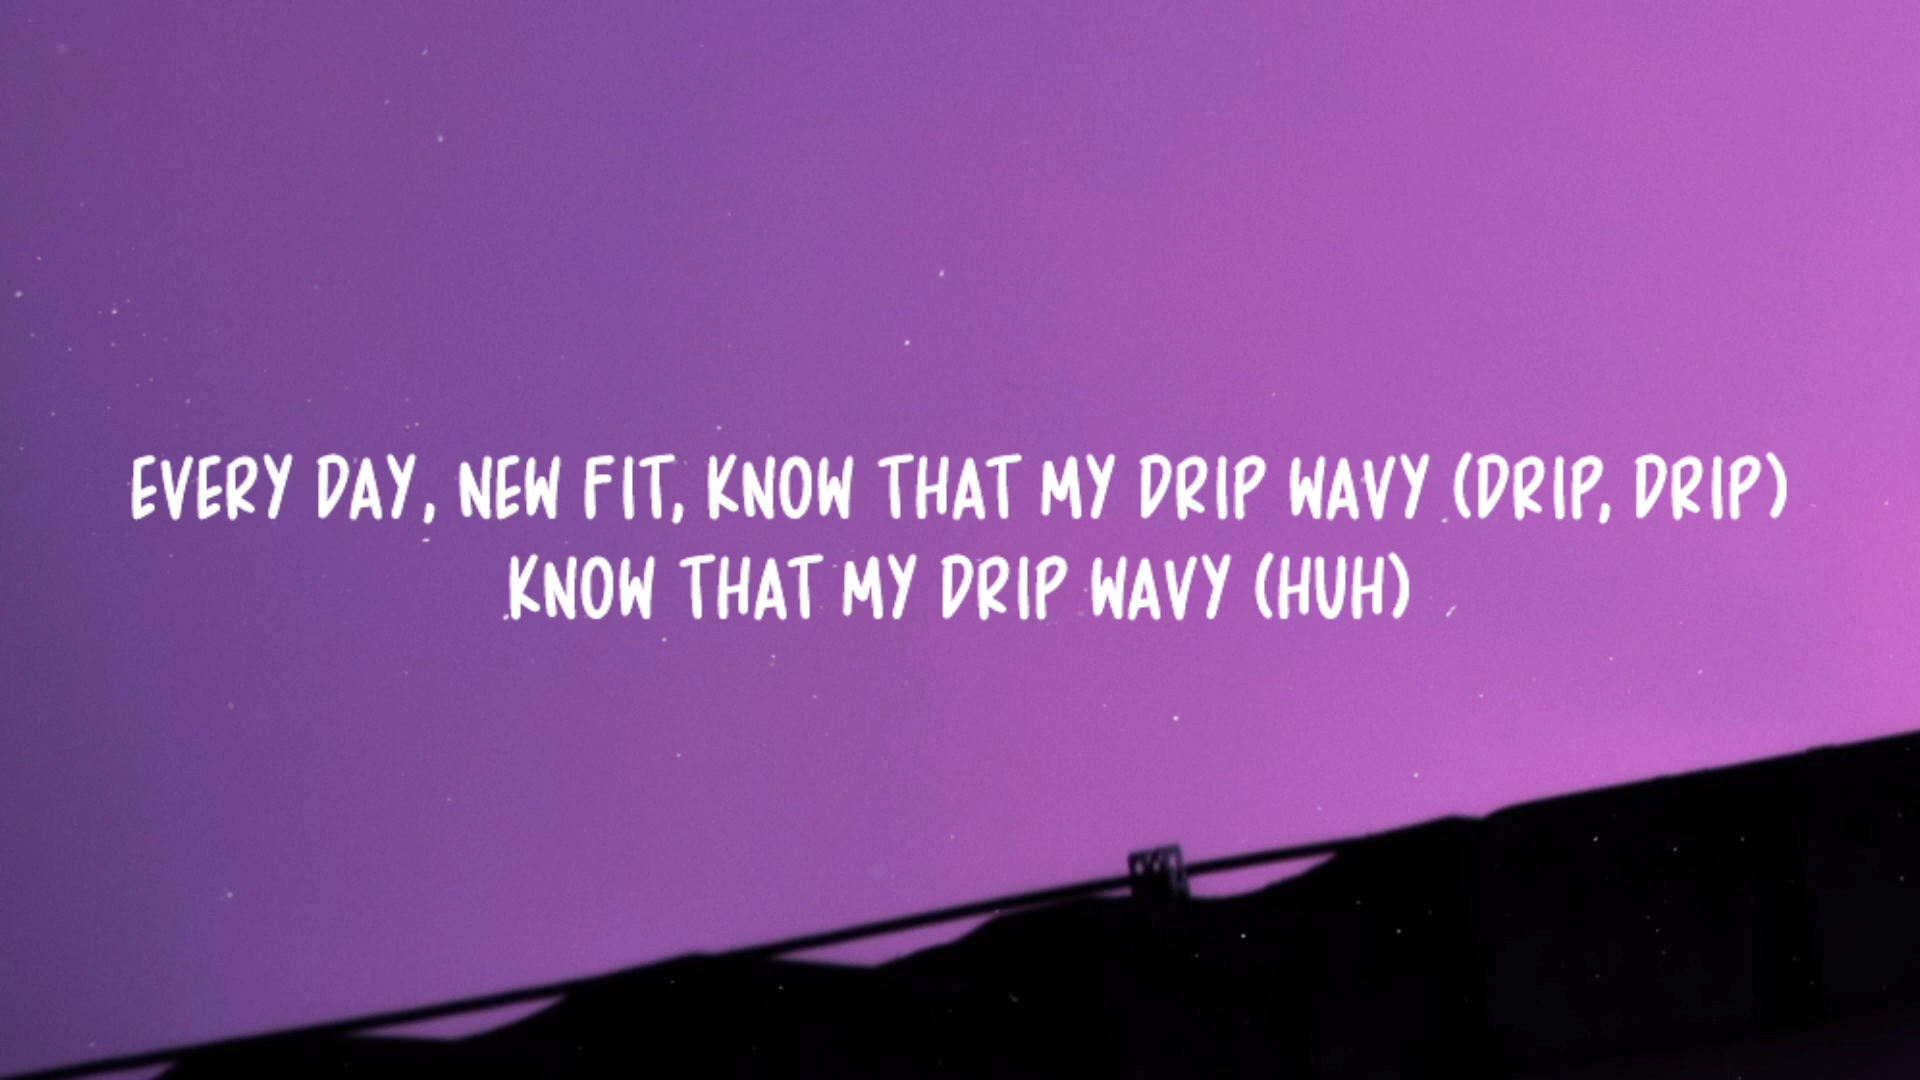 EVERY DAY, NEW FIT, KNOW THAT MY DRIP WAVY (DRIP, DRIP)
KNOW THAT MY DRIP WAVY (HUH)